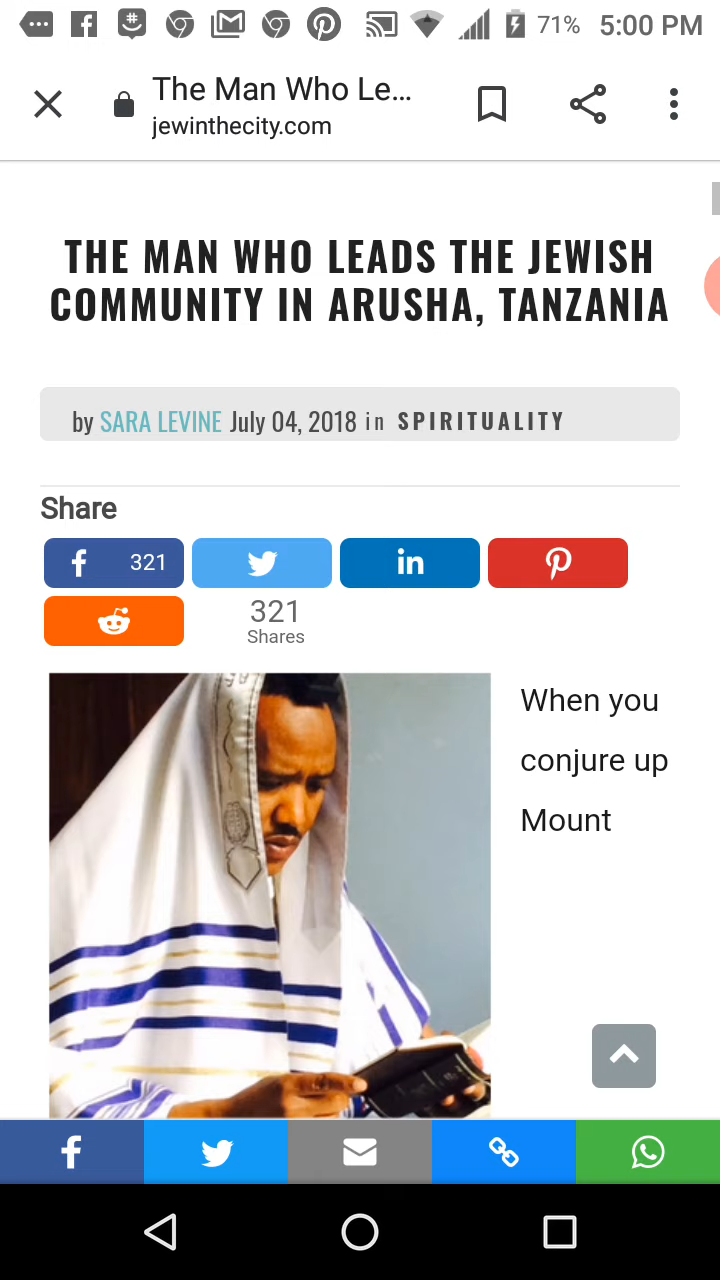 71% 5:00 PM
The Man Who Le...
jewinthecity.com
THE MAN WHO LEADS THE JEWISH
COMMUNITY IN ARUSHA, TANZANIA
by SARA LEVINE July 04, 2018 in SPIRITUALITY
Share
321
321
Shares
When you
conjure up
Mount